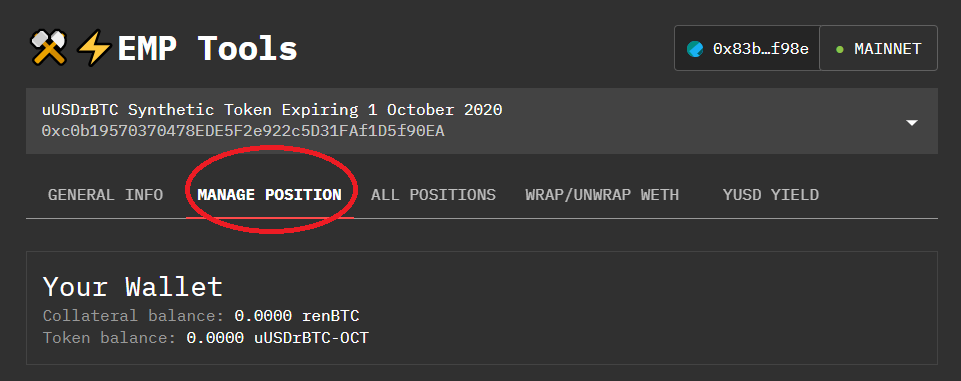 EMP Tools
0x83b…f98e
MAINNET
uUSDrBTC Synthetic Token Expiring 1 October 2020
0xc0b19570370478EDE5F2e922c5D31FAf1D5f90EA
GENERAL INFO MANAGE POSITION ALL POSITIONS WRAP/UNWRAP WETH YUSD YIELD
Your Wallet
Collateral balance: 0.0000 renBTC
Token balance: 0.0000 uUSDrBTC-OCT